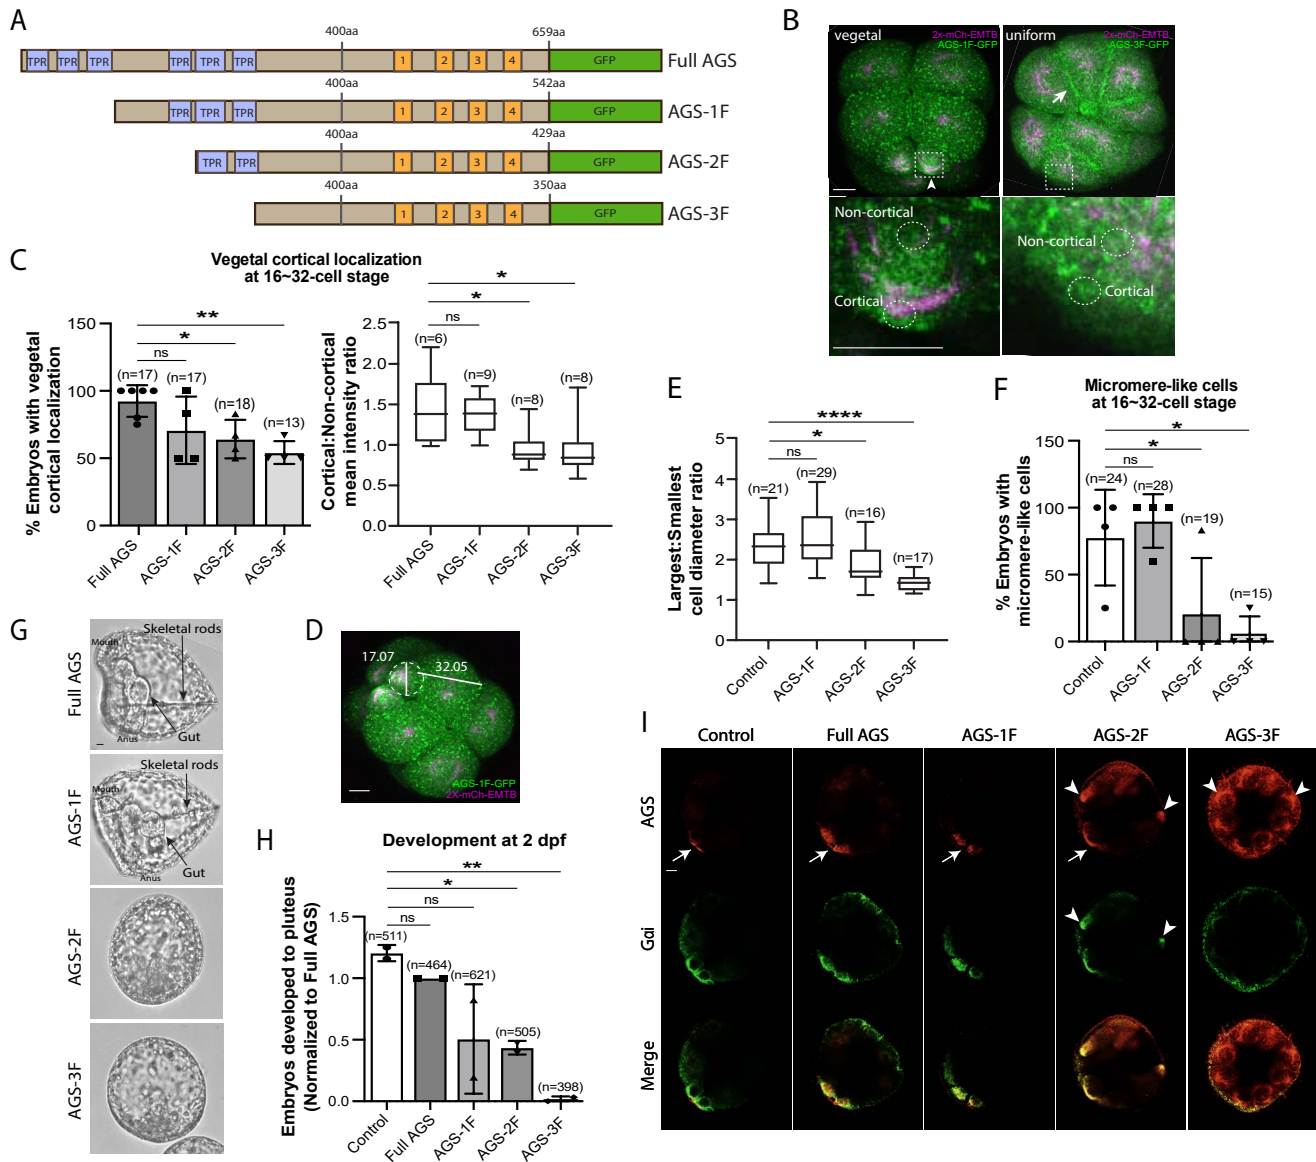 A
400aa
659aa
TPR TPR TPR TPR TPR TPR 1 2 3 4 GFP
Full AGS
400aa
542aa
TPR TPR TPR 1 2 3 4 GFP
AGS-1F
400aa
429aa
TPR TPR 1 2 3 4 GFP
AGS-2F
400aa
350aa
1 2 3 4 GFP
AGS-3F
B
vegetal
2x-mCh-EMTB
AGS-1F-GFP
uniform
2x-mCh-EMTB
AGS-3F-GFP
Non-cortical
Cortical
Non-cortical
Cortical
C
Vegetal cortical localization
at 16~32-cell stage
% Embryos with vegetal
cortical localization
150
100
50
0
**
*
ns
(n=17)
(n=17)
(n=18)
(n=13)
Full AGS
AGS-1F
AGS-2F
AGS-3F
Cortical:Non-cortical
mean intensity ratio
2.5
2.0
1.5
1.0
0.5
0.0
*
*
ns
(n=6)
(n=9)
(n=8)
(n=8)
Full AGS
AGS-1F
AGS-2F
AGS-3F
D
17.07
32.05
AGS-1F-GFP
2X-mCh-EMTB
E
Largest:Smallest
cell diameter ratio
5
4
3
2
1
0
****
*
ns
(n=21)
(n=29)
(n=16)
(n=17)
Control
AGS-1F
AGS-2F
AGS-3F
F
Micromere-like cells
at 16~32-cell stage
% Embryos with
micromere-like cells
150
100
50
0
*
*
ns
(n=24)
(n=28)
(n=19)
(n=15)
Control
AGS-1F
AGS-2F
AGS-3F
G
Full AGS
Skeletal rods
Mouth
Anus
Gut
AGS-1F
Skeletal rods
Mouth
Anus
Gut
AGS-2F
AGS-3F
H
Development at 2 dpf
Embryos developed to pluteus
(Normalized to Full AGS)
1.5
1.0
0.5
0.0
**
*
ns
ns
(n=511)
(n=464)
(n=621)
(n=505)
(n=398)
Control
Full AGS
AGS-1F
AGS-2F
AGS-3F
I
Control
Full AGS
AGS-1F
AGS-2F
AGS-3F
AGS
Gαi
Merge